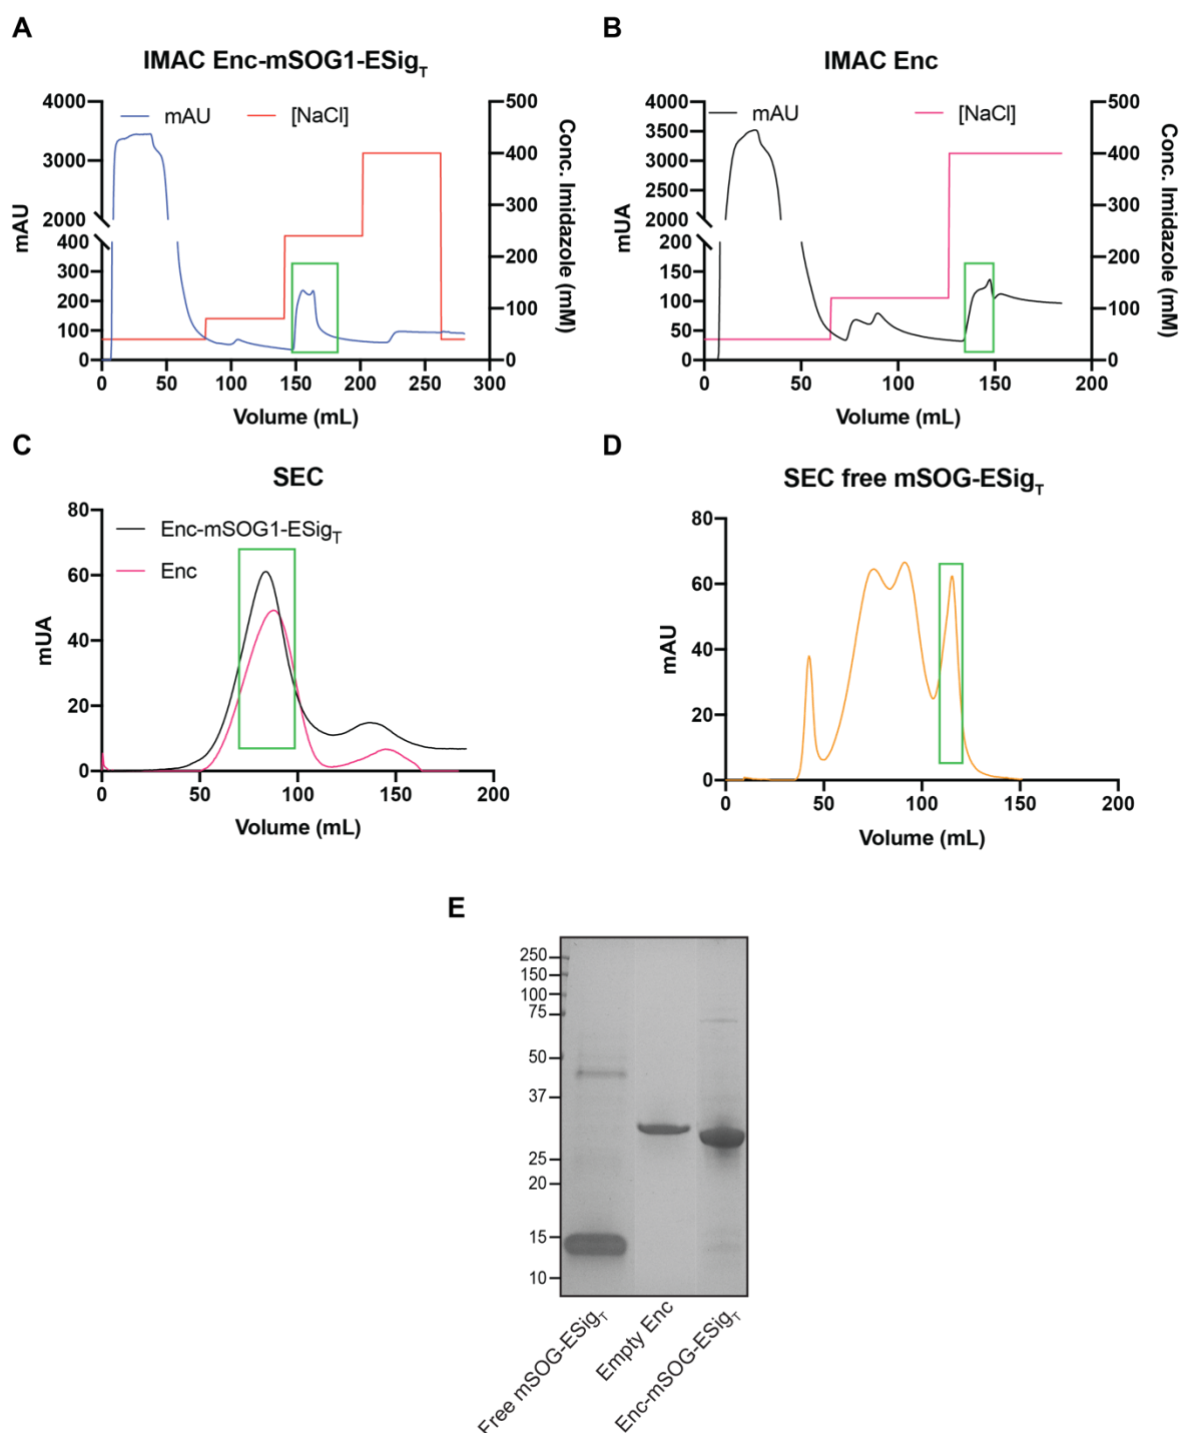 A
IMAC Enc-mSOG1-ESigT
mAU
[NaCl]
4000
3000
2000
400
300
200
100
0
mAU
500
400
300
200
100
0
Conc. Imidazole (mM)
0 50 100 150 200 250 300
Volume (mL)
B
IMAC Enc
mAU
[NaCl]
4000
3500
3000
2500
2000
200
150
100
50
0
mUA
500
400
300
200
100
0
Conc. Imidazole (mM)
0 50 100 150 200
Volume (mL)
C
SEC
Enc-mSOG1-ESigT
Enc
80
60
40
20
0
mUA
0 50 100 150 200
Volume (mL)
D
SEC free mSOG-ESigT
80
60
40
20
0
mAU
0 50 100 150 200
Volume (mL)
E
250
150
100
75
50
37
25
20
15
10
Free mSOG-ESigT
Empty Enc
Enc-mSOG-ESigT